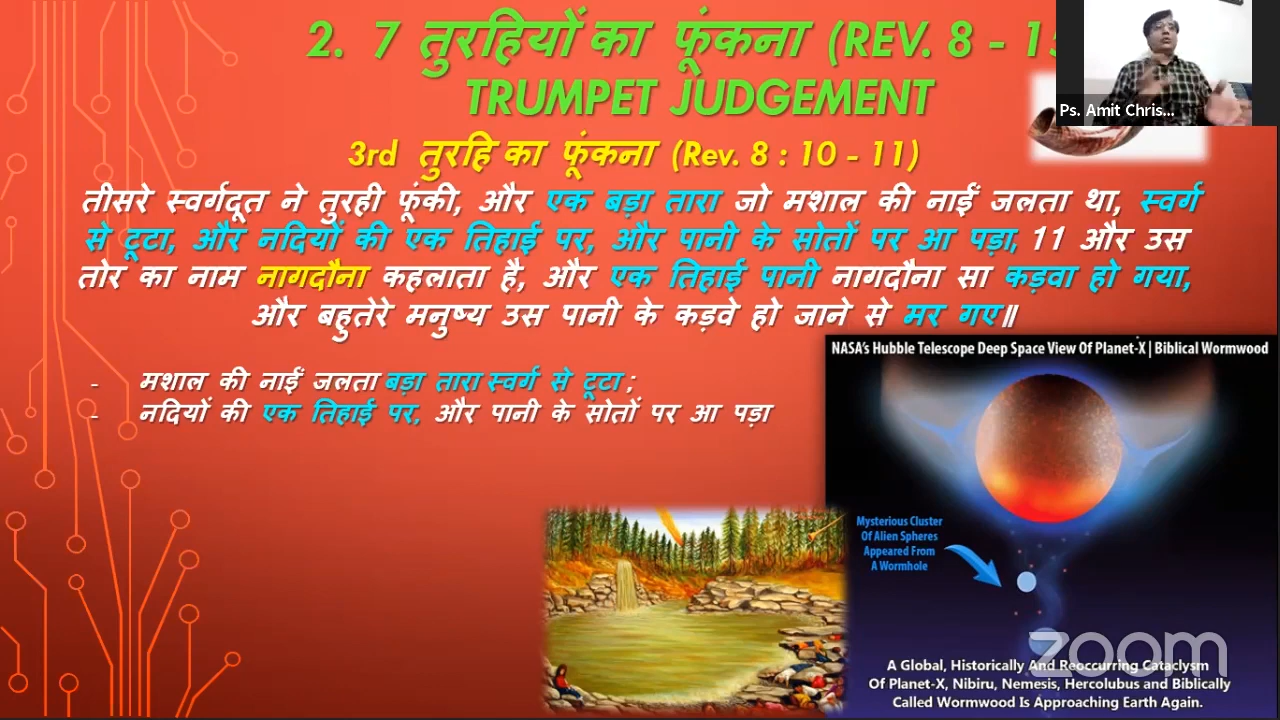 2. 7 तुरहियों का फूंकना (REV. 8 - 15
TRUMPET JUDGEMENT
Ps. Amit Chris...
3rd तुरहि का फूंकना (Rev. 8 : 10 - 11)
तीसरे स्वर्गदूत ने तुरही फूंकी, और एक बड़ा तारा जो मशाल की नाईं जलता था, स्वर्ग
से टूटा, और नदियों की एक तिहाई पर, और पानी के सोतों पर आ पड़ा, 11 और उस
तोर का नाम नागदौना कहलाता है, और एक तिहाई पानी नागदौना सा कड़वा हो गया,
और बहुतेरे मनुष्य उस पानी के कड़वे हो जाने से मर गए॥
- मशाल की नाईं जलता बड़ा तारा स्वर्ग से टूटा ;
- नदियों की एक तिहाई पर, और पानी के सोतों पर आ पड़ा
NASA's Hubble Telescope Deep Space View Of Planet-X | Biblical Wormwood
Mysterious Cluster
Of Alien Spheres
Appeared From
A Wormhole
zoom
A Global, Historically And Reoccurring Cataclysm
Of Planet-X, Nibiru, Nemesis, Hercolubus and Biblically
Called Wormwood Is Approaching Earth Again.